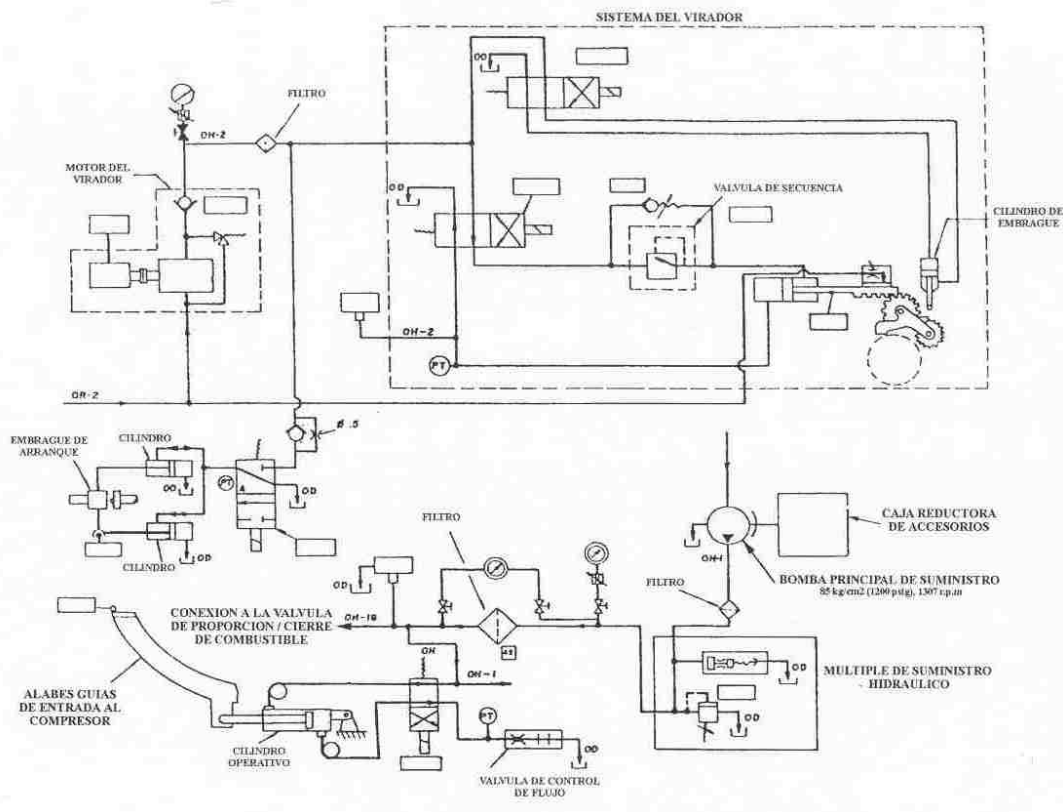 SISTEMA DEL VIRADOR
OD
FILTRO
OH-2
MOTOR DEL
VIRADOR
OD
VALVULA DE SECUENCIA
CILINDRO DE
EMBRAGUE
OH-2
PT
OR-2
Ø .5
EMBRAGUE DE
ARRANQUE
CILINDRO
PT
A
OD
OD
CILINDRO
OD
FILTRO
OH-1
CAJA REDUCTORA
DE ACCESORIOS
BOMBA PRINCIPAL DE SUMINISTRO
85 kg/cm2 (1200 psig), 1307 r.p.m
FILTRO
OD
CONEXION A LA VALVULA
DE PROPORCION / CIERRE
DE COMBUSTIBLE
OH
OH-1
OD
MULTIPLE DE SUMINISTRO
HIDRAULICO
OD
ALABES GUIAS
DE ENTRADA AL
COMPRESOR
PT
OD
CILINDRO
OPERATIVO
VALVULA DE CONTROL
DE FLUJO